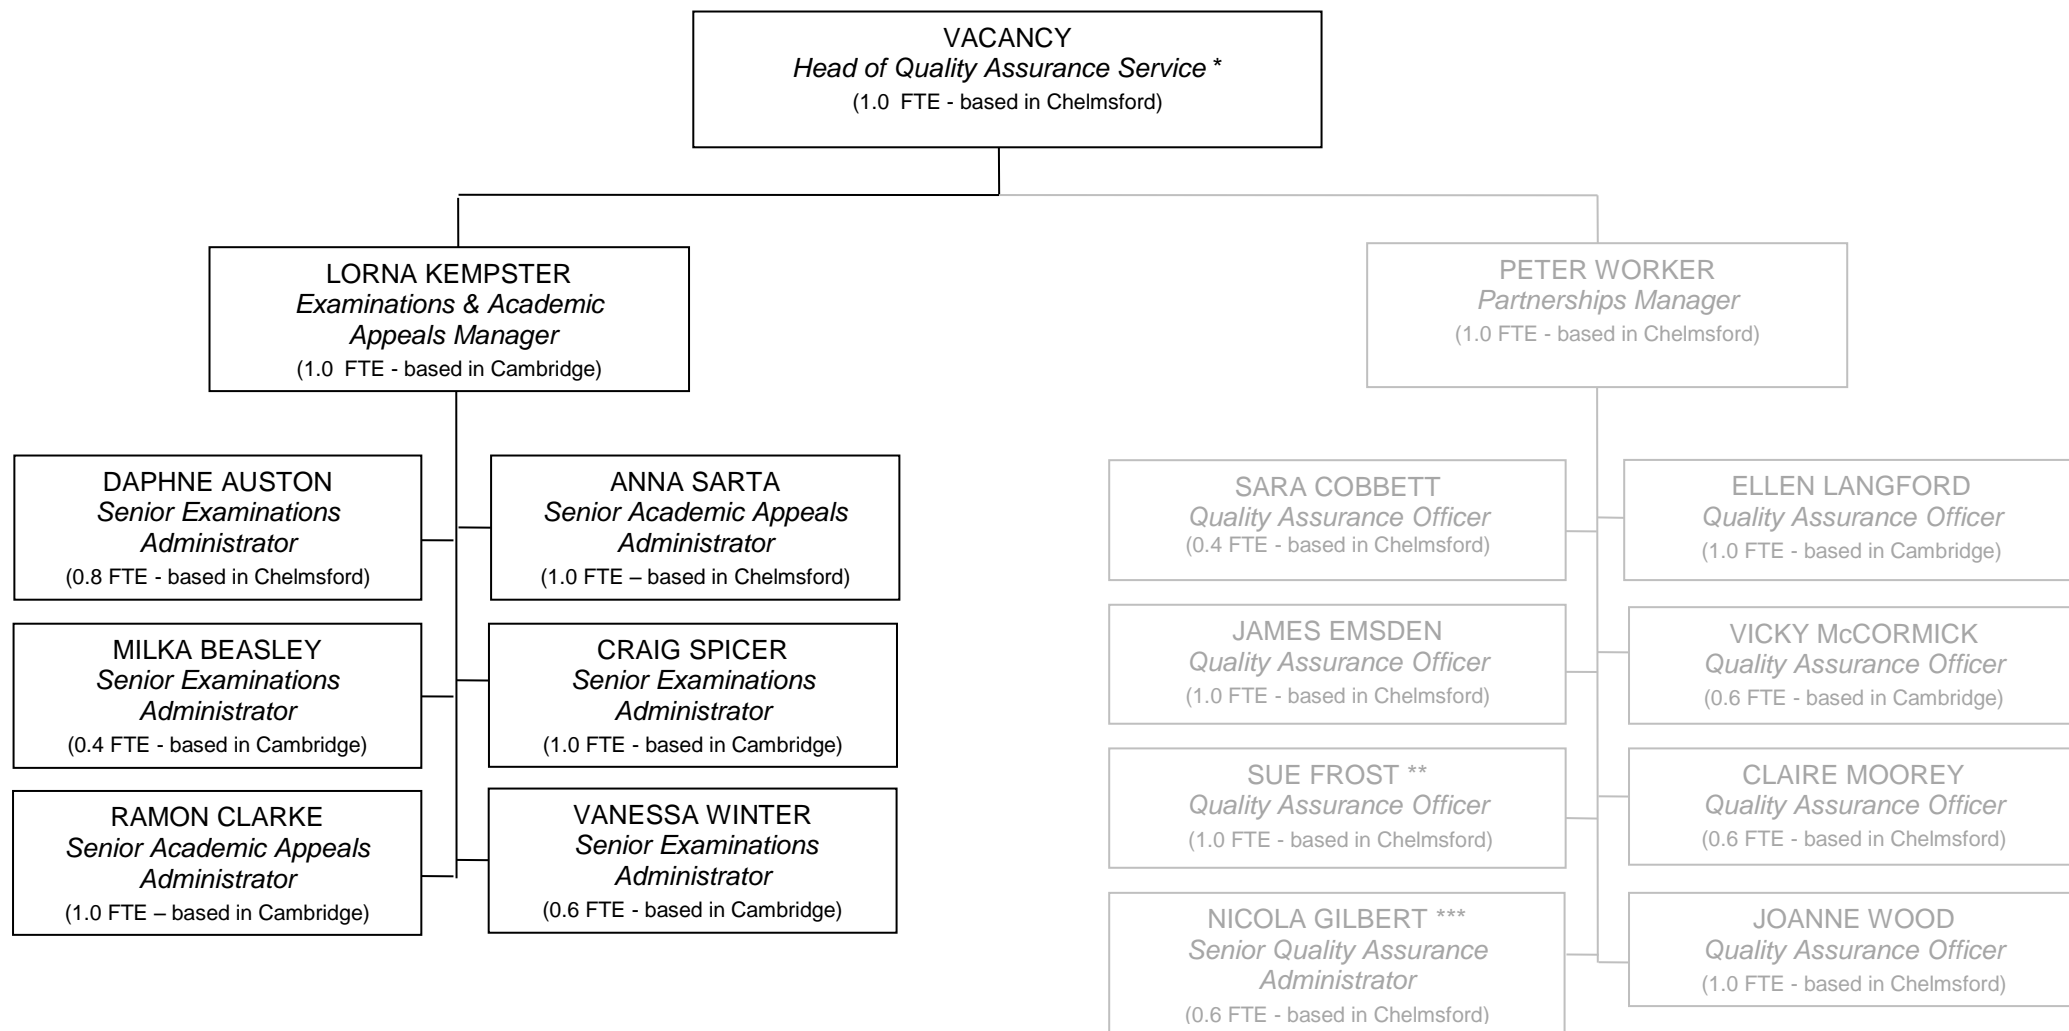 VACANCY
Head of Quality Assurance Service *
(1.0 FTE - based in Chelmsford)
LORNA KEMPSTER
Examinations & Academic
Appeals Manager
(1.0 FTE - based in Cambridge)
PETER WORKER
Partnerships Manager
(1.0 FTE - based in Chelmsford)
DAPHNE AUSTON
Senior Examinations
Administrator
(0.8 FTE - based in Chelmsford)
ANNA SARTA
Senior Academic Appeals
Administrator
(1.0 FTE – based in Chelmsford)
MILKA BEASLEY
Senior Examinations
Administrator
(0.4 FTE - based in Cambridge)
CRAIG SPICER
Senior Examinations
Administrator
(1.0 FTE - based in Cambridge)
RAMON CLARKE
Senior Academic Appeals
Administrator
(1.0 FTE – based in Cambridge)
VANESSA WINTER
Senior Examinations
Administrator
(0.6 FTE - based in Cambridge)
SARA COBBETT
Quality Assurance Officer
(0.4 FTE - based in Chelmsford)
ELLEN LANGFORD
Quality Assurance Officer
(1.0 FTE - based in Cambridge)
JAMES EMSDEN
Quality Assurance Officer
(1.0 FTE - based in Chelmsford)
VICKY McCORMICK
Quality Assurance Officer
(0.6 FTE - based in Cambridge)
SUE FROST **
Quality Assurance Officer
(1.0 FTE - based in Chelmsford)
CLAIRE MOOREY
Quality Assurance Officer
(0.6 FTE - based in Chelmsford)
NICOLA GILBERT ***
Senior Quality Assurance
Administrator
(0.6 FTE - based in Chelmsford)
JOANNE WOOD
Quality Assurance Officer
(1.0 FTE - based in Chelmsford)